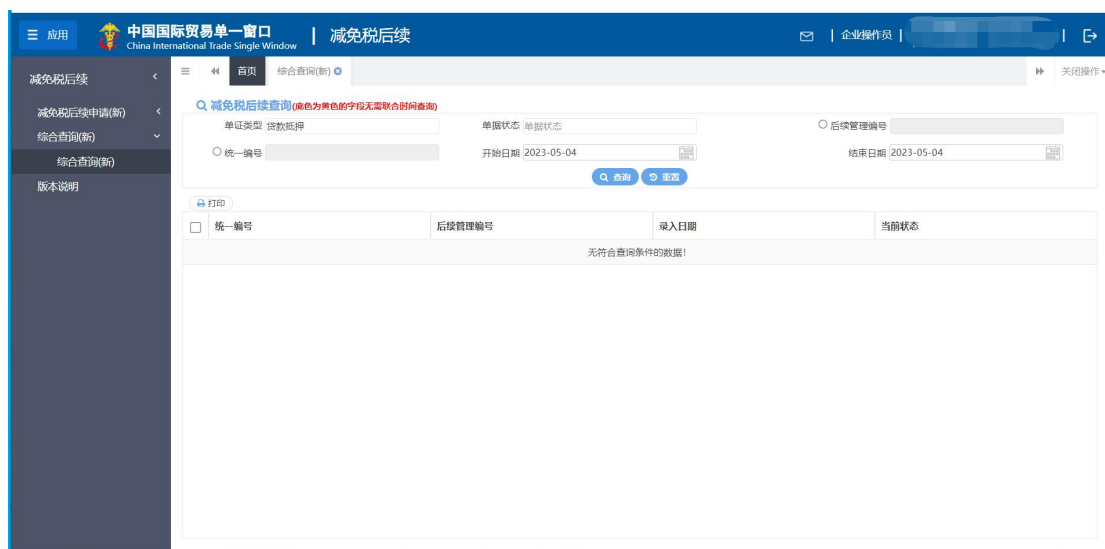 应用
中国国际贸易单一窗口
China International Trade Single Window
减免税后续
企业操作员
减免税后续
首页
综合查询(新)
关闭操作
减免税后续申请(新)
综合查询(新)
综合查询(新)
版本说明
减免税后续查询(底色为黄色的字段无需联合时间查询)
单证类型 贷款抵押
单据状态 单据状态
后续管理编号
统一编号
开始日期 2023-05-04
结束日期 2023-05-04
查询
重置
打印
统一编号
后续管理编号
录入日期
当前状态
无符合查询条件的数据!